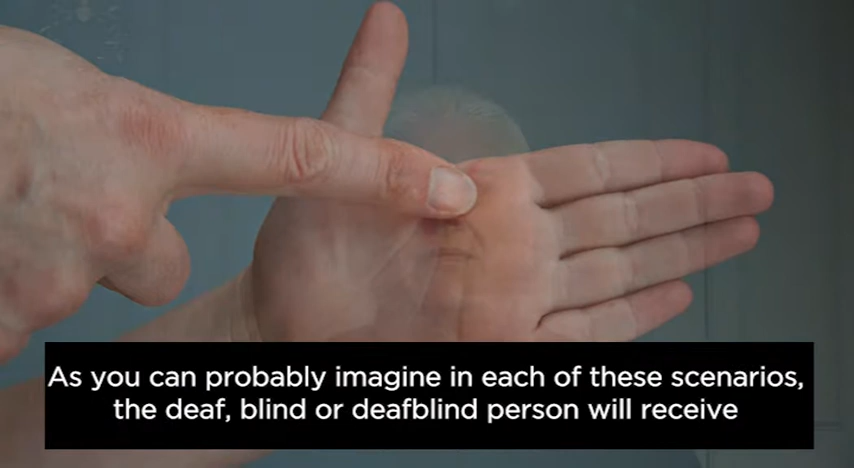 As you can probably imagine in each of these scenarios,
the deaf, blind or deafblind person will receive